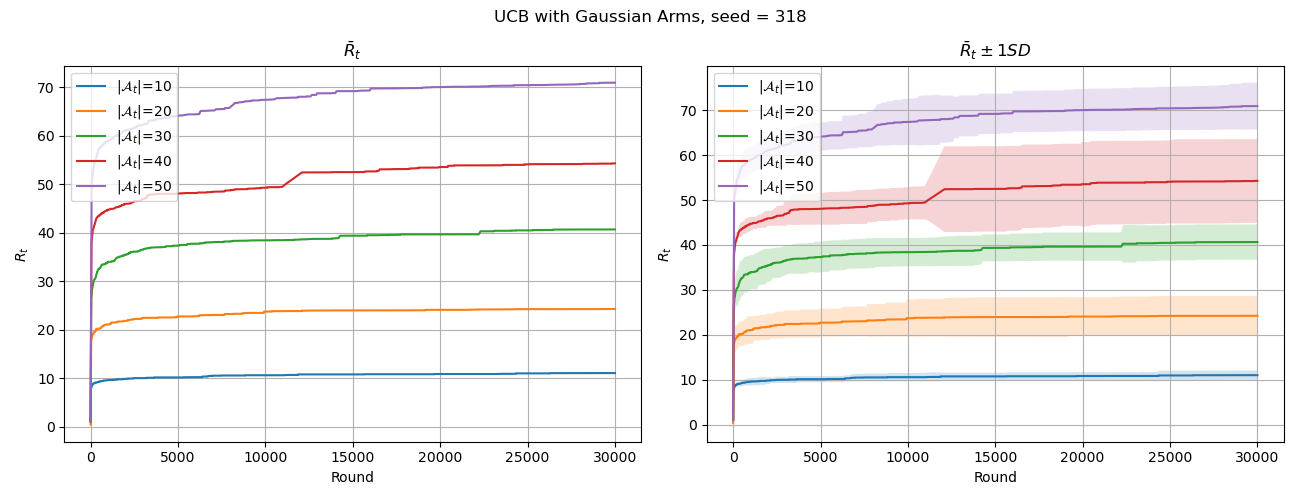 UCB with Gaussian Arms, seed = 318
R̄ₜ
R̄ₜ ± 1SD
|𝒜ₜ|=10
|𝒜ₜ|=20
|𝒜ₜ|=30
|𝒜ₜ|=40
|𝒜ₜ|=50
70
60
50
40
30
20
10
0
Rₜ
0 5000 10000 15000 20000 25000 30000
Round
|𝒜ₜ|=10
|𝒜ₜ|=20
|𝒜ₜ|=30
|𝒜ₜ|=40
|𝒜ₜ|=50
70
60
50
40
30
20
10
0
Rₜ
0 5000 10000 15000 20000 25000 30000
Round